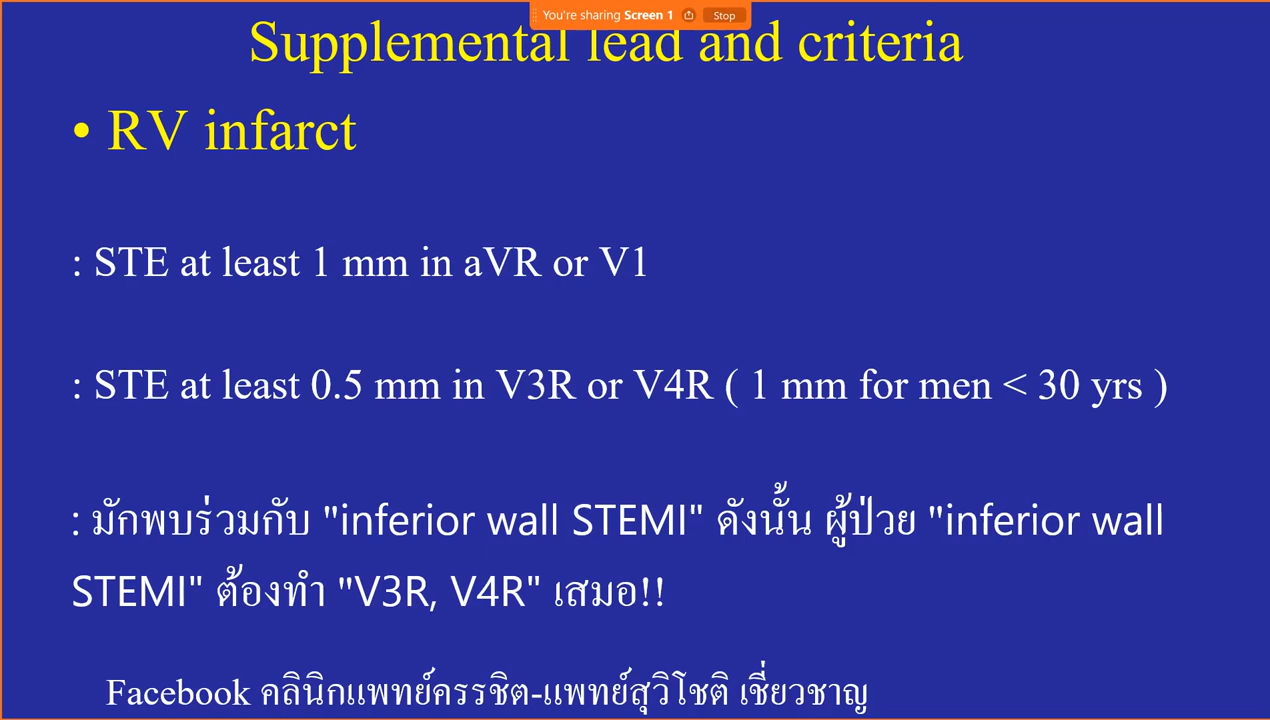 You're sharing Screen 1 Stop
Supplemental lead and criteria
• RV infarct
: STE at least 1 mm in aVR or V1
: STE at least 0.5 mm in V3R or V4R ( 1 mm for men < 30 yrs )
: มักพบร่วมกับ "inferior wall STEMI" ดังนั้น ผู้ป่วย "inferior wall
STEMI" ต้องทำ "V3R, V4R" เสมอ!!
Facebook คลินิกแพทย์ครรชิต-แพทย์สุวิโชติ เชี่ยวชาญ